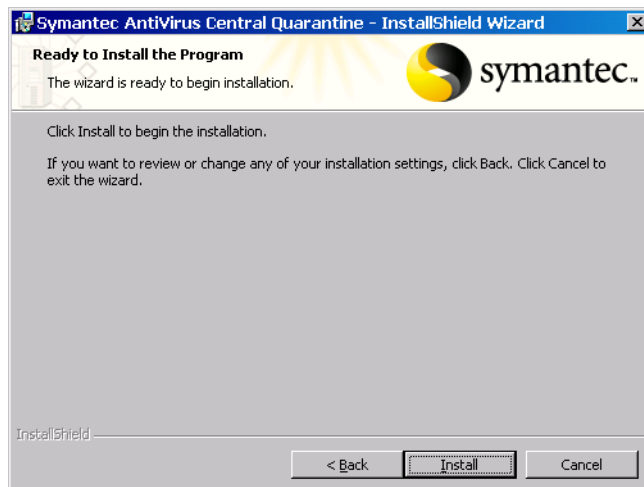 Symantec AntiVirus Central Quarantine - InstallShield Wizard
Ready to Install the Program
The wizard is ready to begin installation.
symantec™
Click Install to begin the installation.
If you want to review or change any of your installation settings, click Back. Click Cancel to
exit the wizard.
InstallShield
< Back Install Cancel